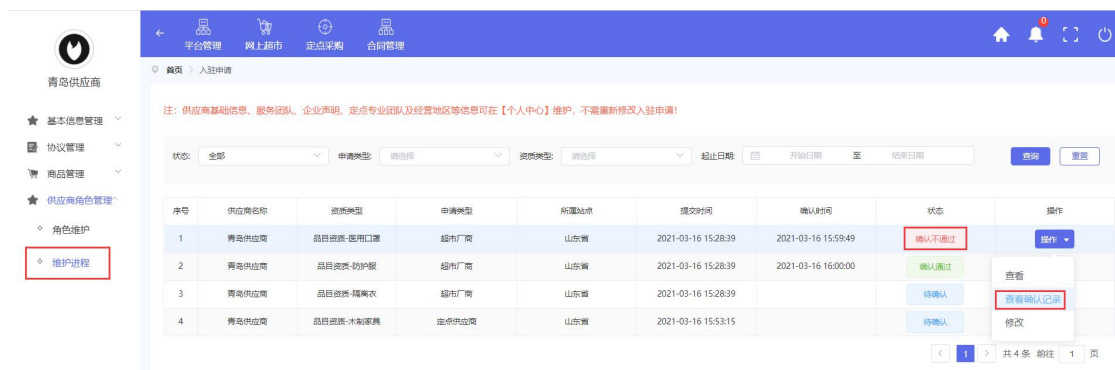 青岛供应商
基本信息管理
协议管理
商品管理
供应商角色管理
角色维护
维护进程
平台管理 网上超市 定点采购 合同管理
0
首页 > 入驻申请
注：供应商基础信息、服务团队、企业声明、定点专业团队及经营地区等信息可在【个人中心】维护，不需重新修改入驻申请!
状态: 全部 申请类型: 请选择 资质类型: 请选择 起止日期: 开始日期 至 结束日期 查询 重置
序号 供应商名称 资质类型 申请类型 所属站点 提交时间 确认时间 状态 操作
1 青岛供应商 品目资质-医用口罩 超市厂商 山东省 2021-03-16 15:28:39 2021-03-16 15:59:49 确认不通过 操作
2 青岛供应商 品目资质-防护服 超市厂商 山东省 2021-03-16 15:28:39 2021-03-16 16:00:00 确认通过
3 青岛供应商 品目资质-隔离衣 超市厂商 山东省 2021-03-16 15:28:39 待确认
4 青岛供应商 品目资质-木制家具 定点供应商 山东省 2021-03-16 15:53:15 待确认
查看
查看确认记录
修改
< 1 > 共 4 条 前往 1 页